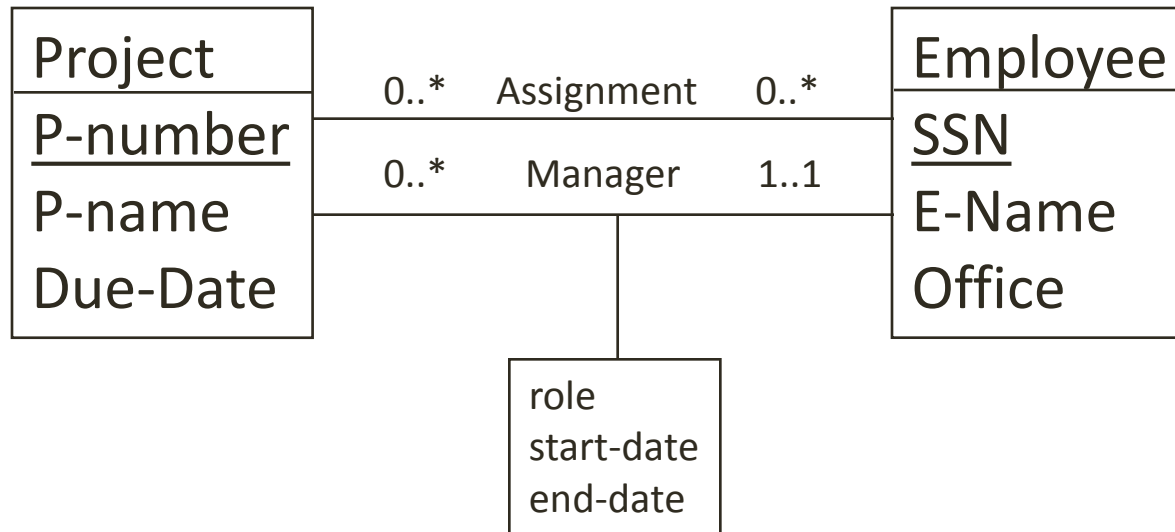 Project
P-number
P-name
Due-Date
0..* Assignment 0..*
0..* Manager 1..1
Employee
SSN
E-Name
Office
role
start-date
end-date